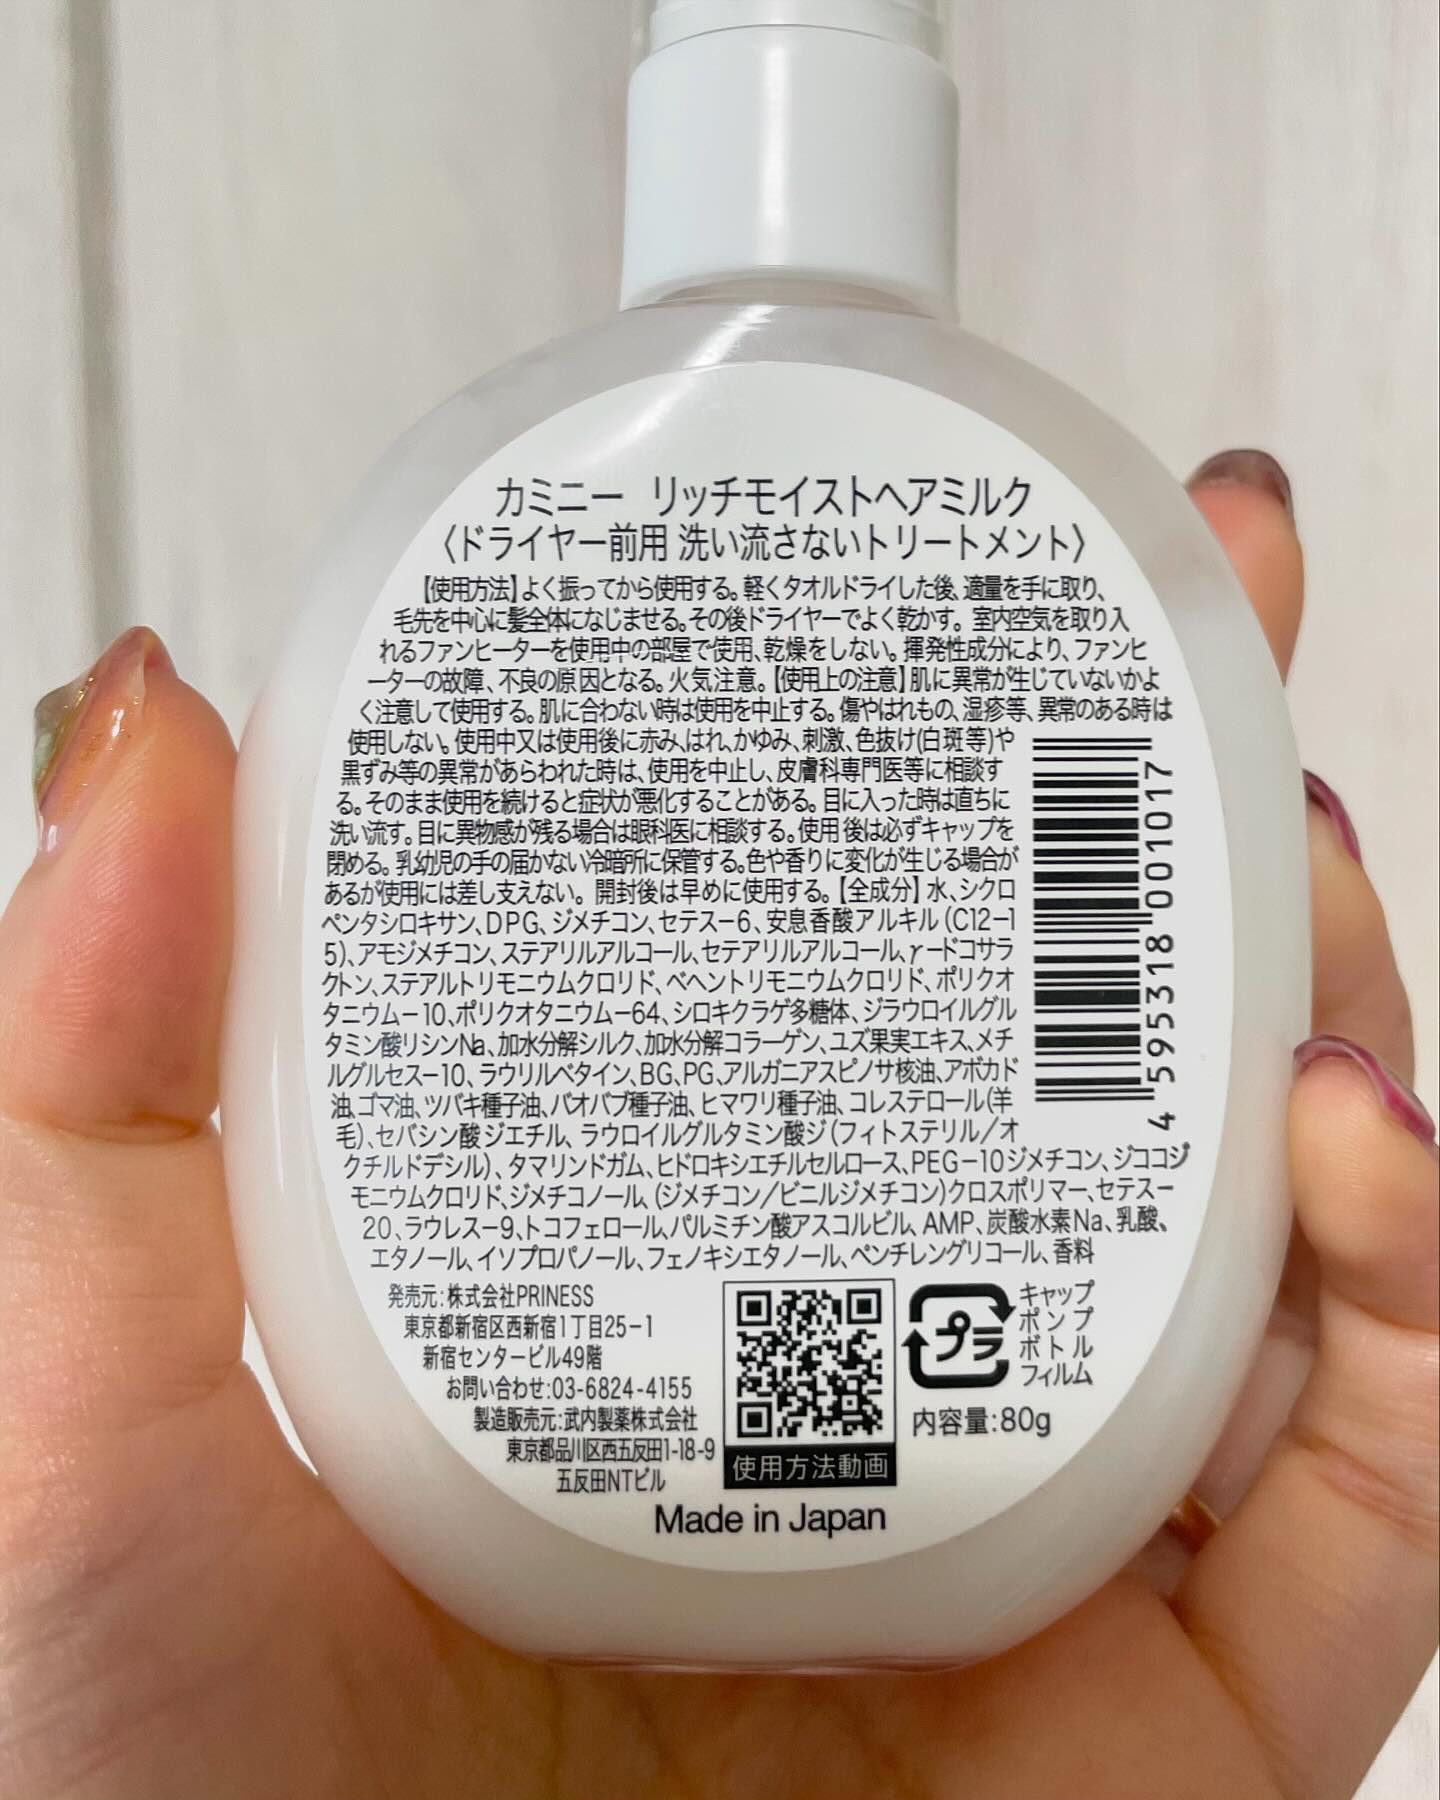 カミニー リッチモイストヘアミルク
〈ドライヤー前用 洗い流さないトリートメント〉
【使用方法】よく振ってから使用する。軽くタオルドライした後、適量を手に取り、
毛先を中心に髪全体になじませる。その後ドライヤーでよく乾かす。室内空気を取り入
れるファンヒーターを使用中の部屋で使用、乾燥をしない。揮発性成分により、ファンヒ
ーターの故障、不良の原因となる。火気注意。【使用上の注意】肌に異常が生じていないかよ
く注意して使用する。肌に合わない時は使用を中止する。傷やはれもの、湿疹等、異常のある時は
使用しない。使用中又は使用後に赤み、はれ、かゆみ、刺激、色抜け(白斑等)や
黒ずみ等の異常があらわれた時は、使用を中止し、皮膚科専門医等に相談す
る。そのまま使用を続けると症状が悪化することがある。目に入った時は直ちに
洗い流す。目に異物感が残る場合は眼科医に相談する。使用後は必ずキャップを
閉める。乳幼児の手の届かない冷暗所に保管する。色や香りに変化が生じる場合が
あるが使用には差し支えない。開封後は早めに使用する。【全成分】水、シクロ
ペンタシロキサン、DPG、ジメチコン、セテス-6、安息香酸アルキル(C12-1
5)、アモジメチコン、ステアリルアルコール、セテアリルアルコール、γ-ドコサラ
クトン、ステアルトリモニウムクロリド、ベヘントリモニウムクロリド、ポリクオ
タニウム-10、ポリクオタニウム-64、シロキクラゲ多糖体、ジラウロイルグル
タミン酸リシンNa、加水分解シルク、加水分解コラーゲン、ユズ果実エキス、メチ
ルグルセス-10、ラウリルベタイン、BG、PG、アルガニアスピノサ核油、アボカド
油、ゴマ油、ツバキ種子油、バオバブ種子油、ヒマワリ種子油、コレステロール(羊
毛)、セバシン酸ジエチル、ラウロイルグルタミン酸ジ(フィトステリル/オ
クチルドデシル)、タマリンドガム、ヒドロキシエチルセルロース、PEG-10ジメチコン、ジココジ
モニウムクロリド、ジメチコノール、(ジメチコン/ビニルジメチコン)クロスポリマー、セテス-
20、ラウレス-9、トコフェロール、パルミチン酸アスコルビル、AMP、炭酸水素Na、乳酸、
エタノール、イソプロパノール、フェノキシエタノール、ペンチレングリコール、香料
4 595318 001017
発売元:株式会社PRINESS
東京都新宿区西新宿1丁目25-1
新宿センタービル49階
お問い合わせ:03-6824-4155
製造販売元:武内製薬株式会社
東京都品川区西五反田1-18-9
五反田NTビル
使用方法動画
プラ
キャップ
ポンプ
ボトル
フィルム
内容量:80g
Made in Japan